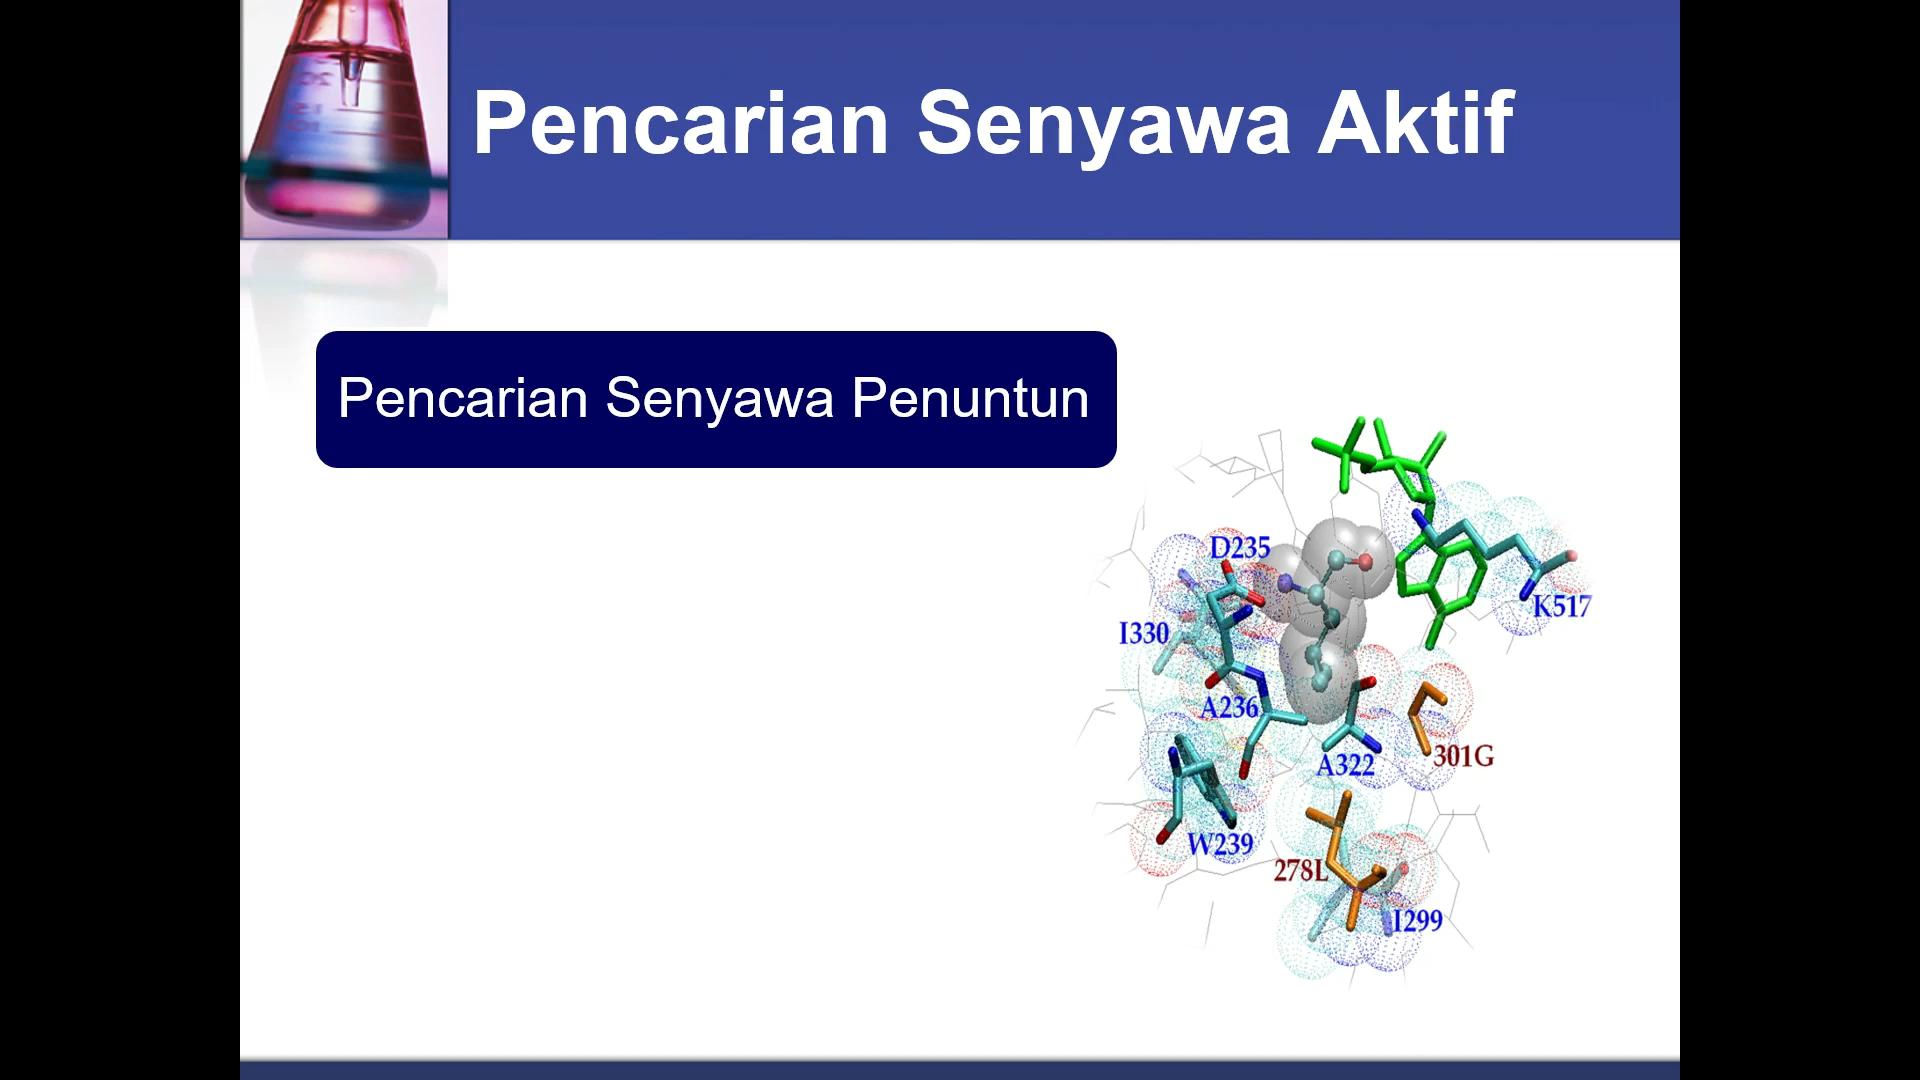 Pencarian Senyawa Aktif
Pencarian Senyawa Penuntun
D235
K517
I330
A236
A322
301G
W239
278L
I299